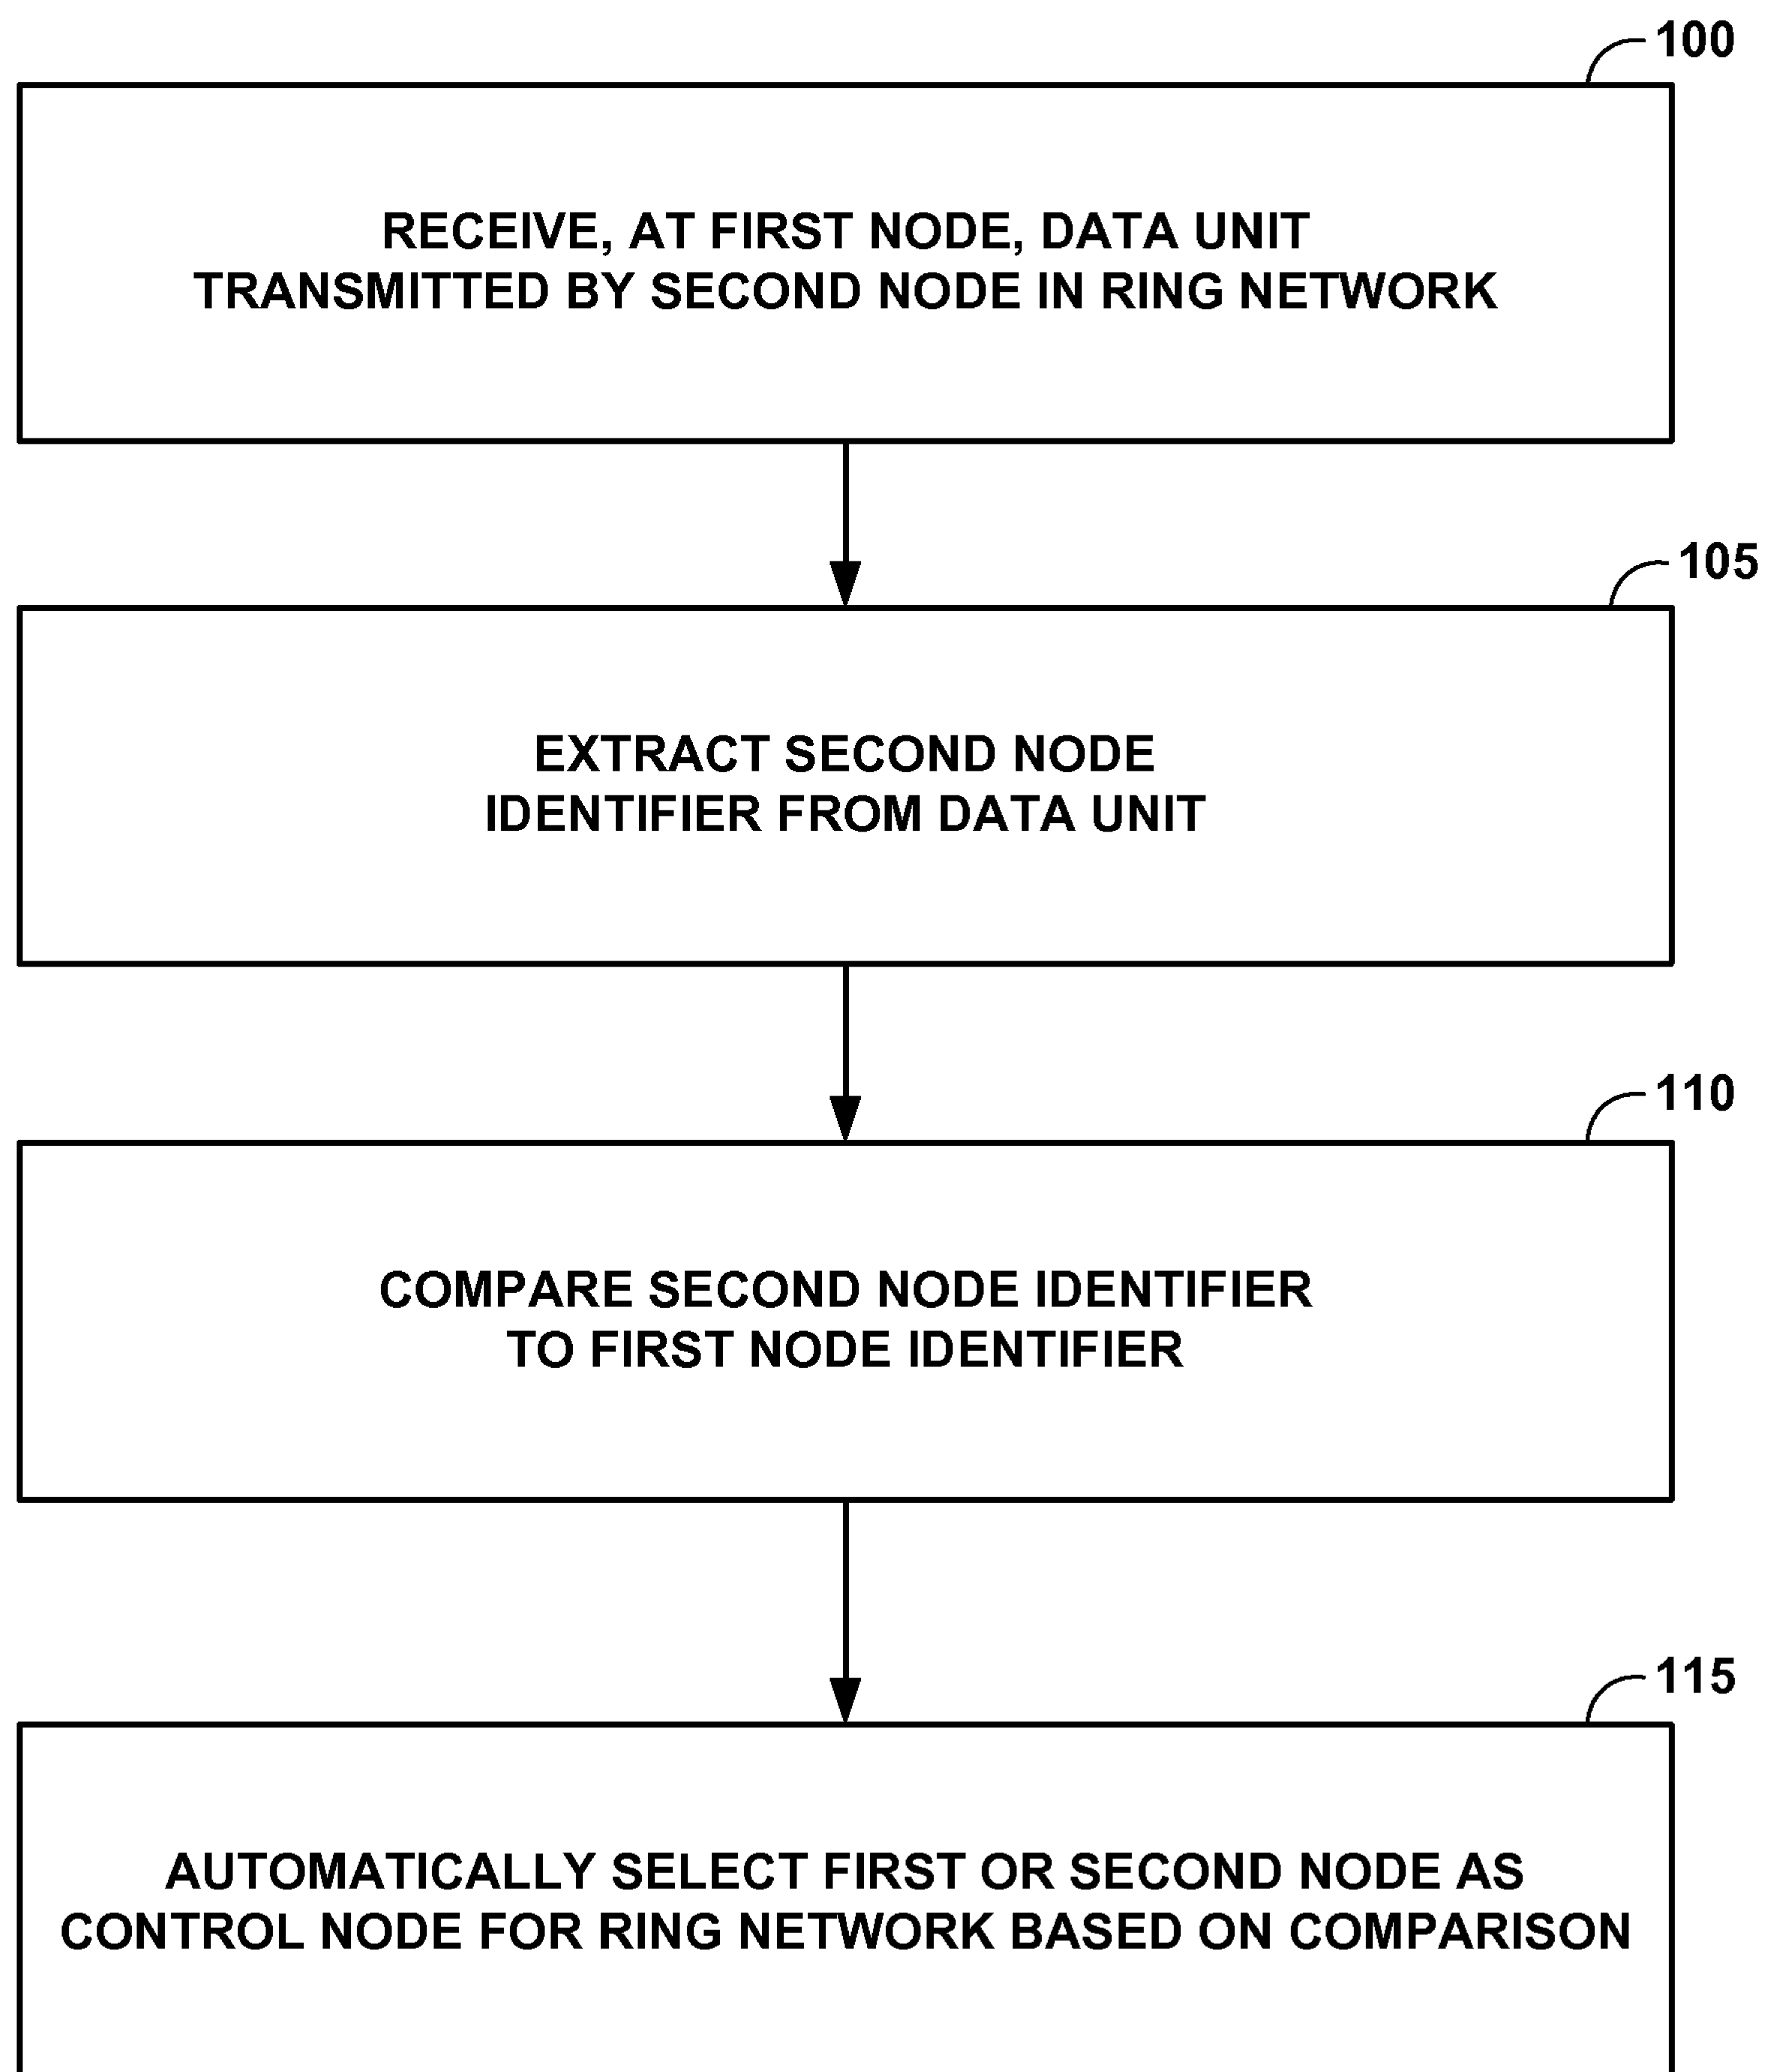 100
RECEIVE, AT FIRST NODE, DATA UNIT
TRANSMITTED BY SECOND NODE IN RING NETWORK
105
EXTRACT SECOND NODE
IDENTIFIER FROM DATA UNIT
110
COMPARE SECOND NODE IDENTIFIER
TO FIRST NODE IDENTIFIER
115
AUTOMATICALLY SELECT FIRST OR SECOND NODE AS
CONTROL NODE FOR RING NETWORK BASED ON COMPARISON